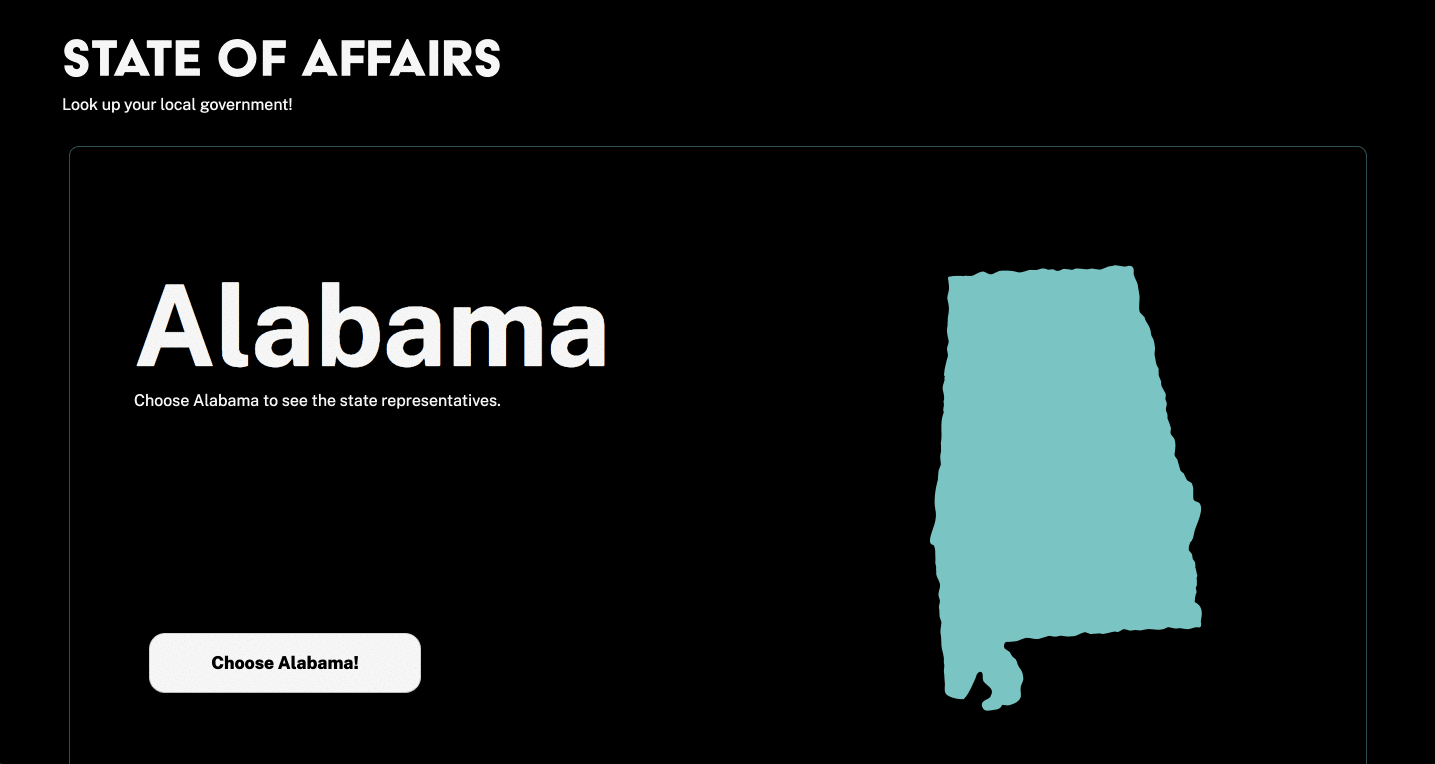 STATE OF AFFAIRS
Look up your local government!
Alabama
Choose Alabama to see the state representatives.
Choose Alabama!